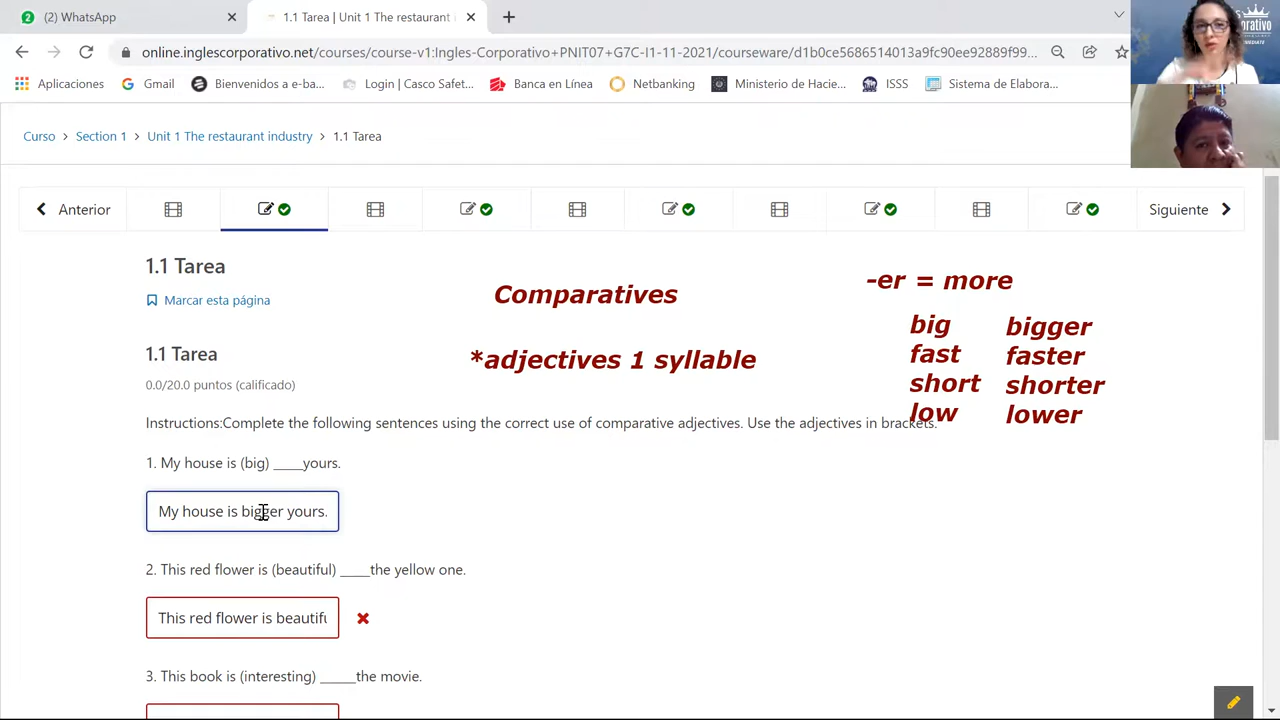 (2) WhatsApp
1.1 Tarea | Unit 1 The restaurant i
online.inglescorporativo.net/courses/course-v1:Ingles-Corporativo+PNIT07+G7C-I1-11-2021/courseware/d1bfce5686514013a9fc90ee92b89f99...
Aplicaciones Gmail Bienvenidos a e-ba... Login | Casco Safet... Banca en Línea Netbanking Ministerio de Hacie... ISSS Sistema de Elabora...
Curso > Section 1 > Unit 1 The restaurant industry > 1.1 Tarea
Anterior Siguiente
1.1 Tarea
Marcar esta página
Comparatives
-er = more
big bigger
fast faster
short shorter
low lower
*adjectives 1 syllable
1.1 Tarea
0.0/20.0 puntos (calificado)
Instructions:Complete the following sentences using the correct use of comparative adjectives. Use the adjectives in brackets.
1. My house is (big) _____yours.
My house is bigger yours.
2. This red flower is (beautiful) _____the yellow one.
This red flower is beautifu
3. This book is (interesting) ______the movie.